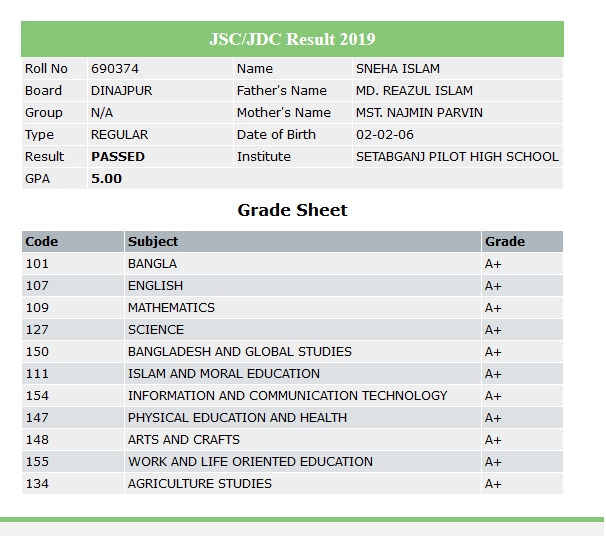 JSC/JDC Result 2019
Roll No 690374 Name SNEHA ISLAM
Board DINAJPUR Father's Name MD. REAZUL ISLAM
Group N/A Mother's Name MST. NAJMIN PARVIN
Type REGULAR Date of Birth 02-02-06
Result PASSED Institute SETABGANJ PILOT HIGH SCHOOL
GPA 5.00
Grade Sheet
Code Subject Grade
101 BANGLA A+
107 ENGLISH A+
109 MATHEMATICS A+
127 SCIENCE A+
150 BANGLADESH AND GLOBAL STUDIES A+
111 ISLAM AND MORAL EDUCATION A+
154 INFORMATION AND COMMUNICATION TECHNOLOGY A+
147 PHYSICAL EDUCATION AND HEALTH A+
148 ARTS AND CRAFTS A+
155 WORK AND LIFE ORIENTED EDUCATION A+
134 AGRICULTURE STUDIES A+